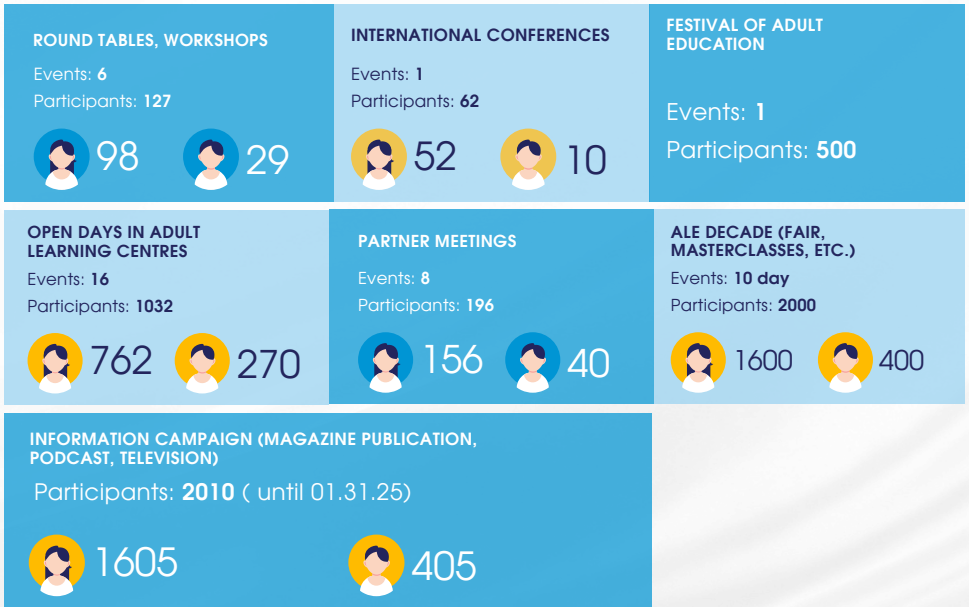 ROUND TABLES, WORKSHOPS
Events: 6
Participants: 127
98
29
INTERNATIONAL CONFERENCES
Events: 1
Participants: 62
52
10
FESTIVAL OF ADULT
EDUCATION
Events: 1
Participants: 500
OPEN DAYS IN ADULT
LEARNING CENTRES
Events: 16
Participants: 1032
762
270
PARTNER MEETINGS
Events: 8
Participants: 196
156
40
ALE DECADE (FAIR,
MASTERCLASSES, ETC.)
Events: 10 day
Participants: 2000
1600
400
INFORMATION CAMPAIGN (MAGAZINE PUBLICATION,
PODCAST, TELEVISION)
Participants: 2010 ( until 01.31.25)
1605
405